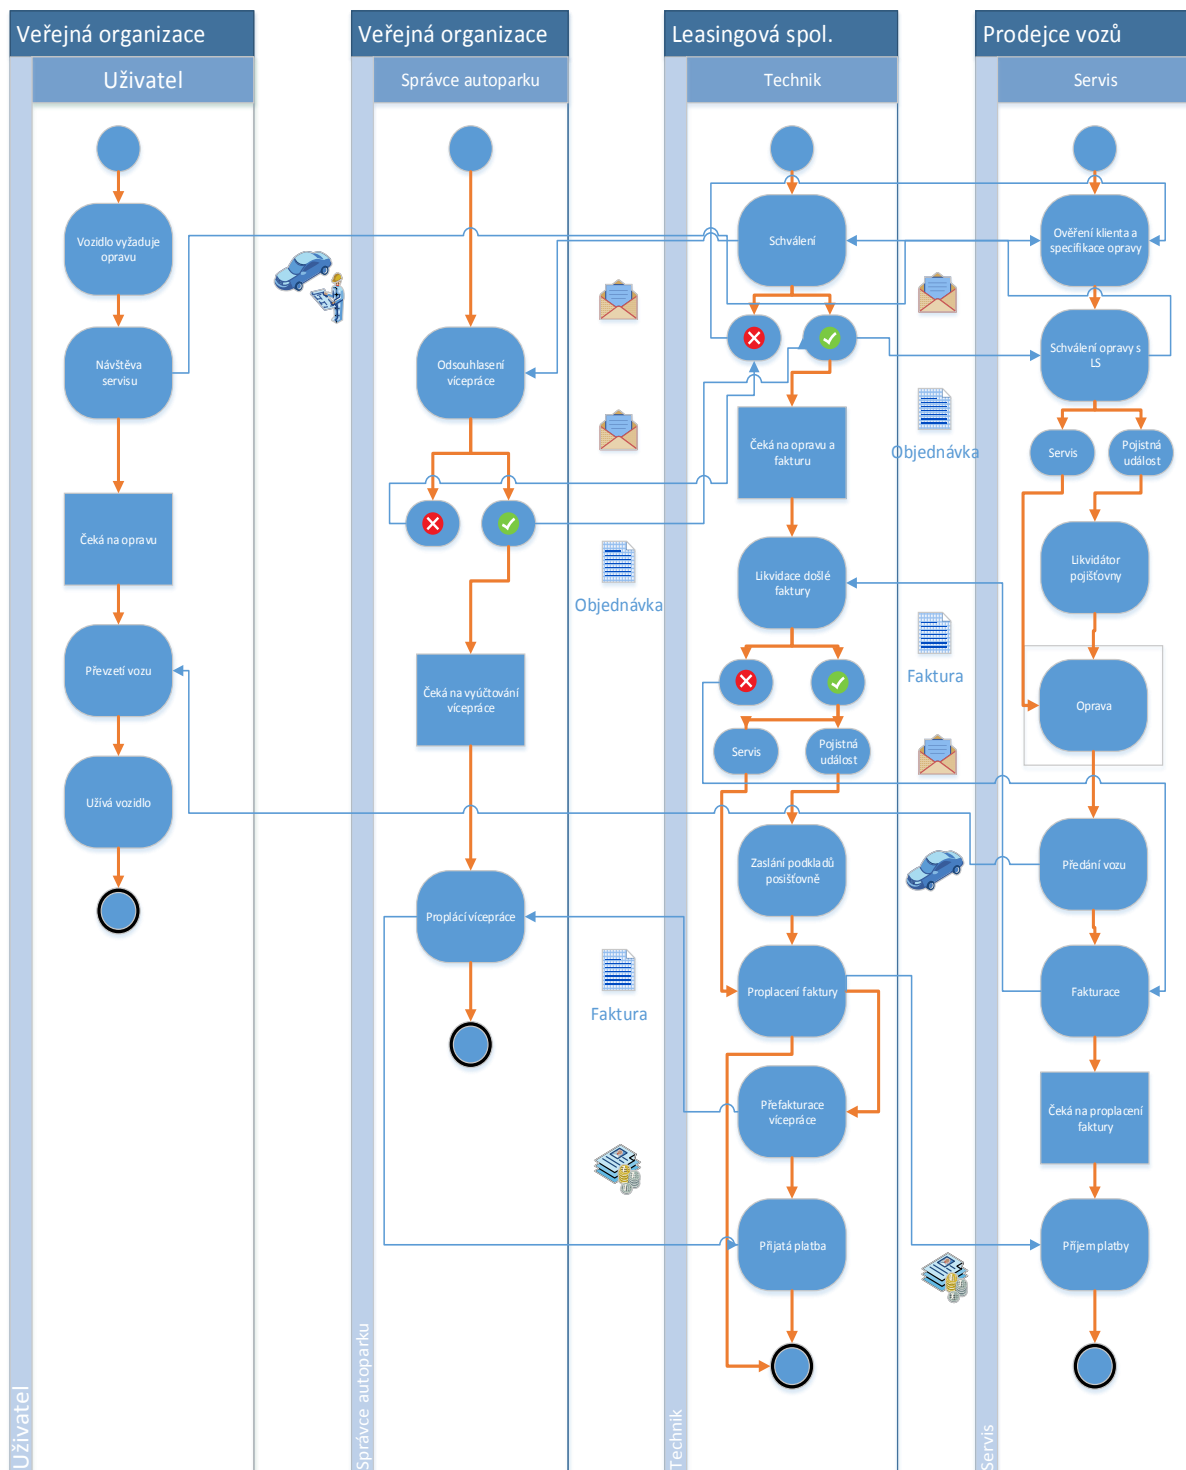 Veřejná organizace
Uživatel
Vozidlo vyžaduje
opravu
Návštěva
servisu
Čeká na opravu
Převzetí vozu
Užívá vozidlo
Uživatel
Veřejná organizace
Správce autoparku
Odsouhlasení
vícepráce
Čeká na vyúčtování
vícepráce
Proplácí vícepráce
Správce autoparku
Objednávka
Faktura
Leasingová spol.
Technik
Schválení
Čeká na opravu a
fakturu
Likvidace došlé
faktury
Servis
Pojistná
událost
Zaslání podkladů
posišťovně
Proplacení faktury
Přefakturace
vícepráce
Přijatá platba
Technik
Objednávka
Faktura
Prodejce vozů
Servis
Ověření klienta a
specifikace opravy
Schválení opravy s
LS
Servis
Pojistná
událost
Likvidátor
pojišťovny
Oprava
Předání vozu
Fakturace
Čeká na proplacení
faktury
Příjem platby
Servis